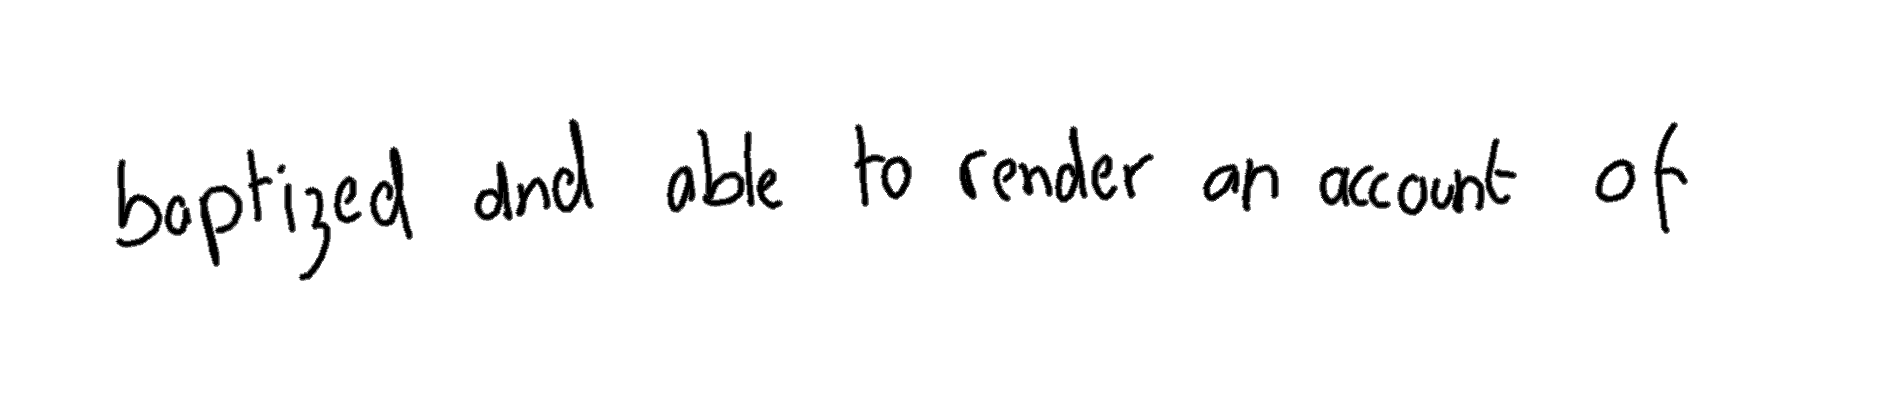 baptized and able to render an account of